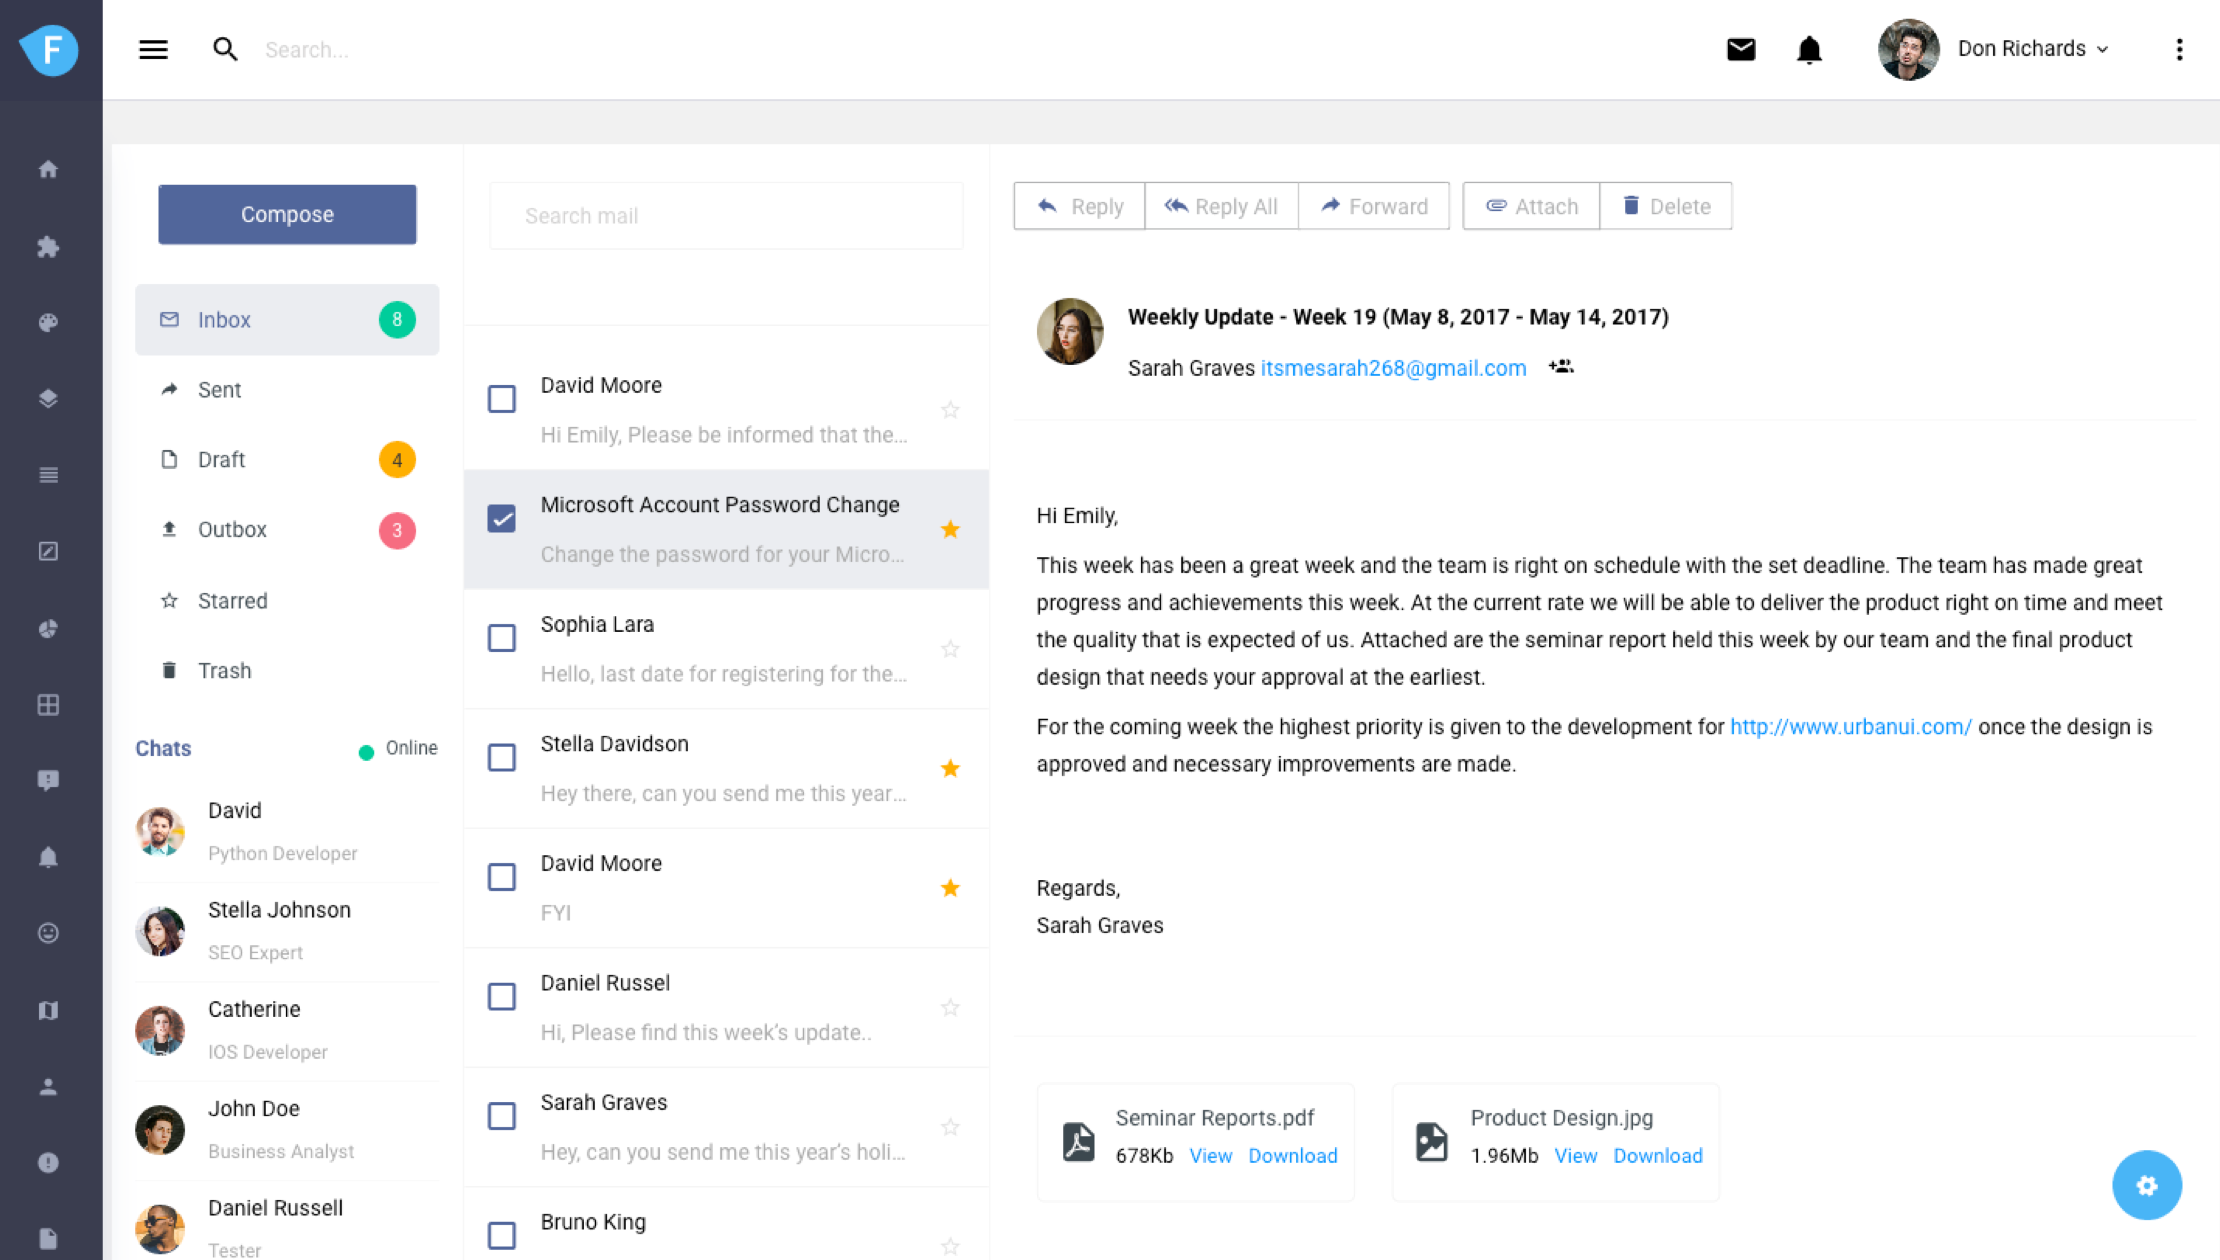 F
Search...
Don Richards
Compose
Inbox 8
Sent
Draft 4
Outbox 3
Starred
Trash
Chats Online
David
Python Developer
Stella Johnson
SEO Expert
Catherine
IOS Developer
John Doe
Business Analyst
Daniel Russell
Tester
Search mail
David Moore
Hi Emily, Please be informed that the...
Microsoft Account Password Change
Change the password for your Micro...
Sophia Lara
Hello, last date for registering for the...
Stella Davidson
Hey there, can you send me this year...
David Moore
FYI
Daniel Russel
Hi, Please find this week’s update..
Sarah Graves
Hey, can you send me this year’s holi...
Bruno King
Reply Reply All Forward Attach Delete
Weekly Update - Week 19 (May 8, 2017 - May 14, 2017)
Sarah Graves itsmesarah268@gmail.com
Hi Emily,
This week has been a great week and the team is right on schedule with the set deadline. The team has made great
progress and achievements this week. At the current rate we will be able to deliver the product right on time and meet
the quality that is expected of us. Attached are the seminar report held this week by our team and the final product
design that needs your approval at the earliest.
For the coming week the highest priority is given to the development for http://www.urbanui.com/ once the design is
approved and necessary improvements are made.
Regards,
Sarah Graves
Seminar Reports.pdf
678Kb View Download
Product Design.jpg
1.96Mb View Download